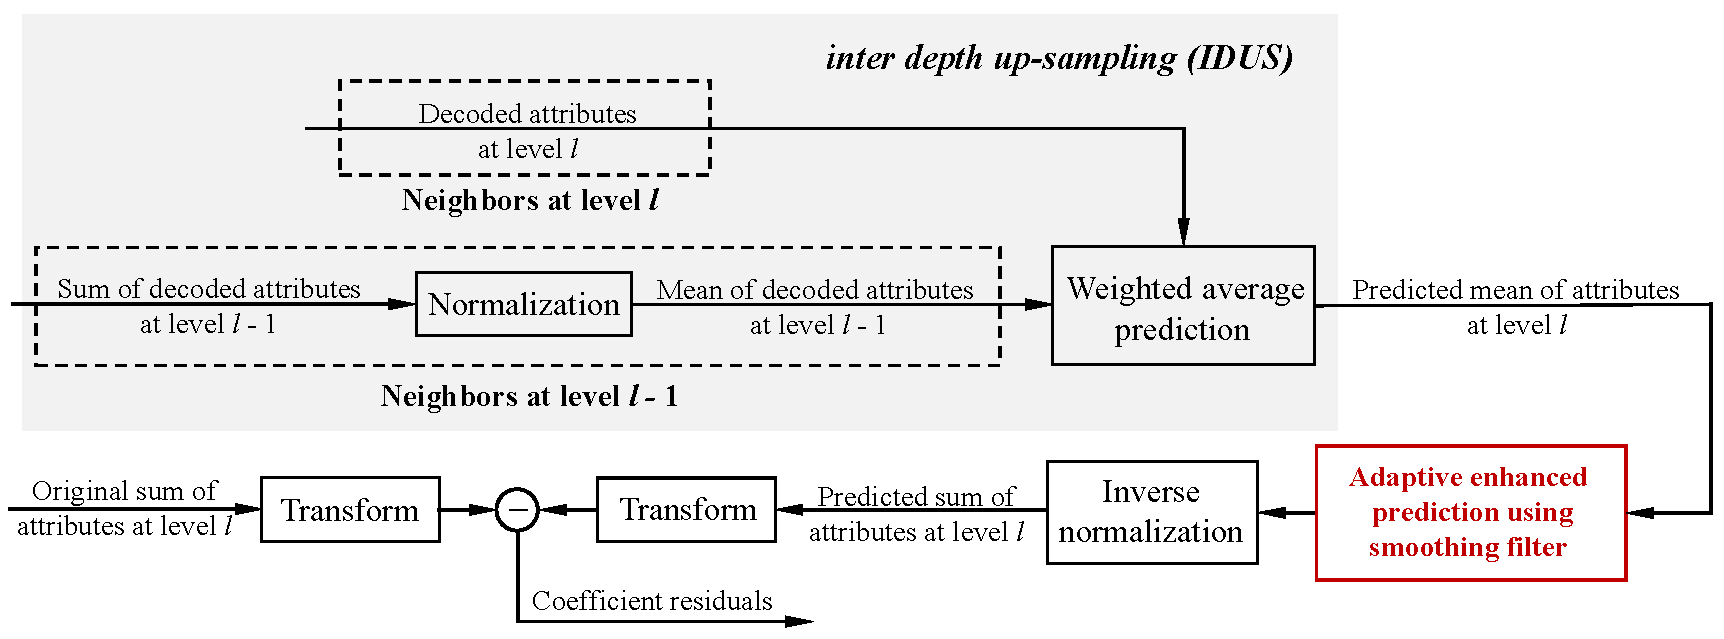 inter depth up-sampling (IDUS)
Decoded attributes
at level l
Neighbors at level l
Sum of decoded attributes
at level l - 1
Normalization
Mean of decoded attributes
at level l - 1
Neighbors at level l - 1
Weighted average
prediction
Predicted mean of attributes
at level l
Original sum of
attributes at level l
Transform
−
Transform
Predicted sum of
attributes at level l
Inverse
normalization
Adaptive enhanced
prediction using
smoothing filter
Coefficient residuals